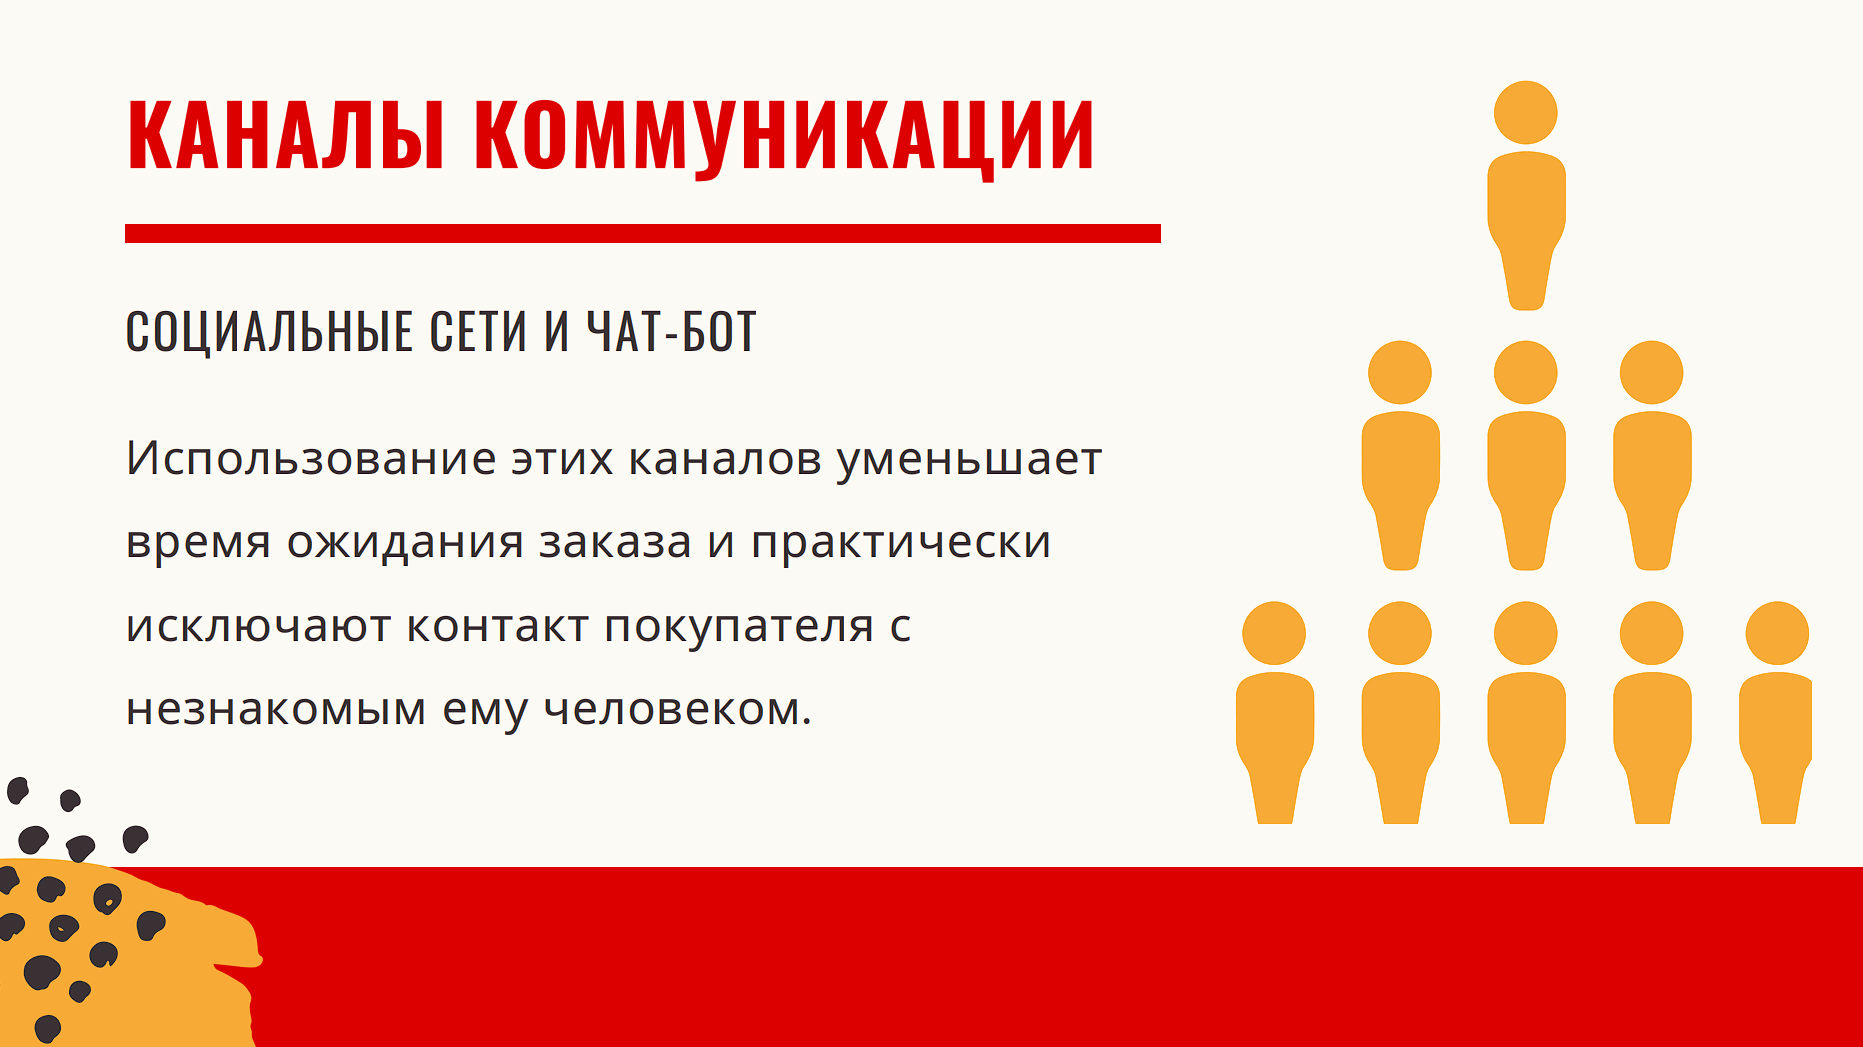 КАНАЛЫ КОММУНИКАЦИИ
СОЦИАЛЬНЫЕ СЕТИ И ЧАТ-БОТ
Использование этих каналов уменьшает
время ожидания заказа и практически
исключают контакт покупателя с
незнакомым ему человеком.